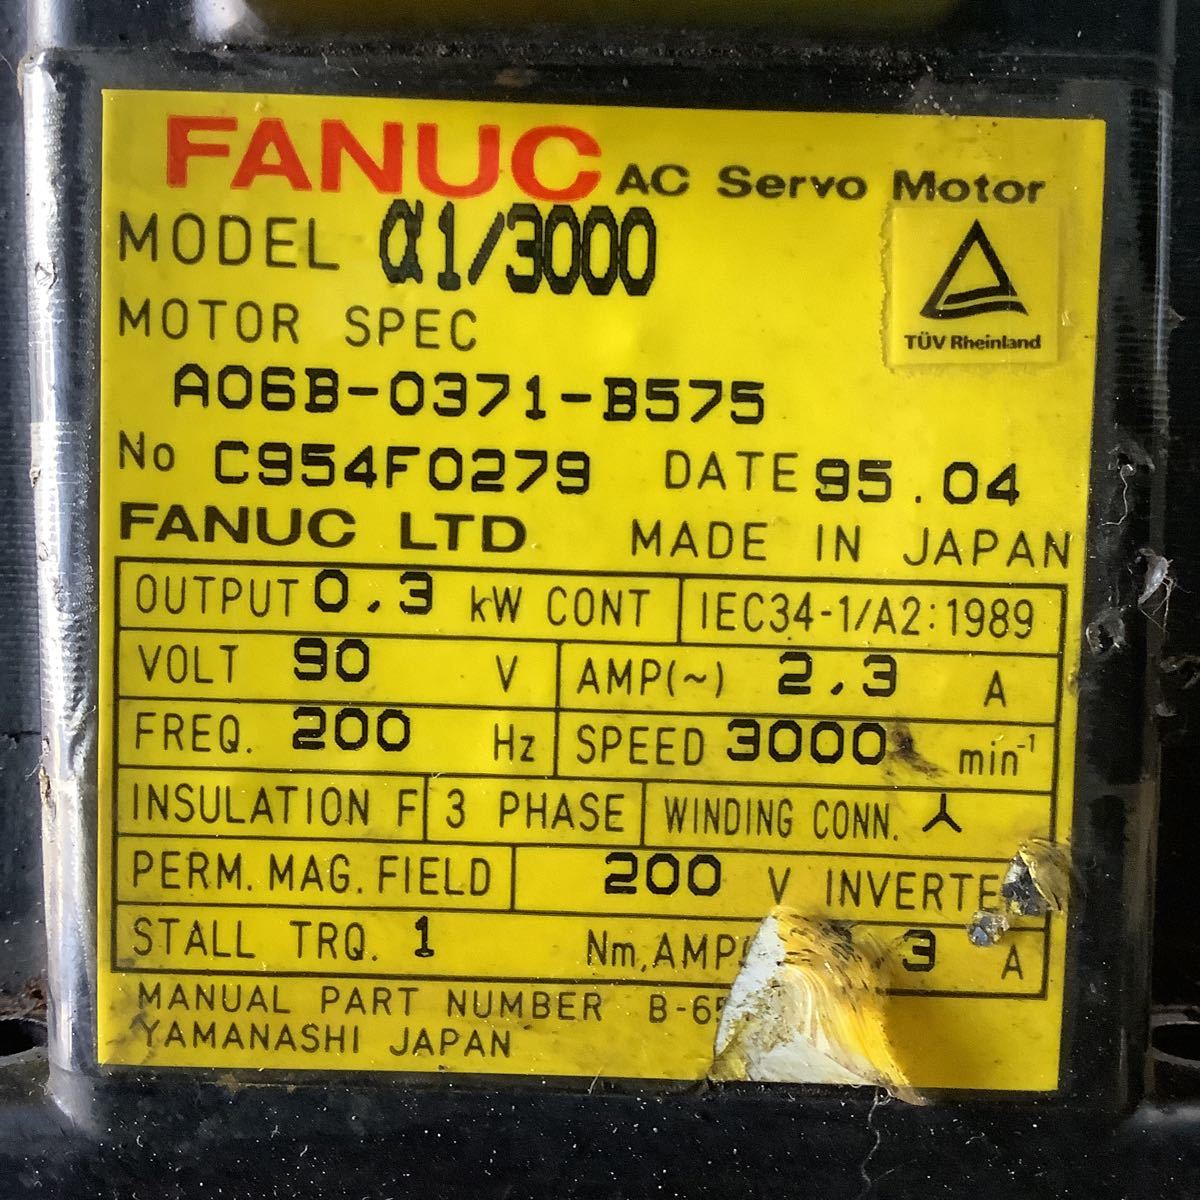 FANUC AC Servo Motor
MODEL α1/3000
TÜV Rheinland
MOTOR SPEC
A06B-0371-B575
No C954F0279 DATE 95.04
FANUC LTD MADE IN JAPAN
OUTPUT 0.3 kW CONT IEC34-1/A2:1989
VOLT 90 V AMP(~) 2.3 A
FREQ. 200 Hz SPEED 3000 min⁻¹
INSULATION F 3 PHASE WINDING CONN.
PERM. MAG. FIELD 200 V
STALL TRQ. 1 Nm, 3 A
MANUAL PART NUMBER
YAMANASHI JAPAN